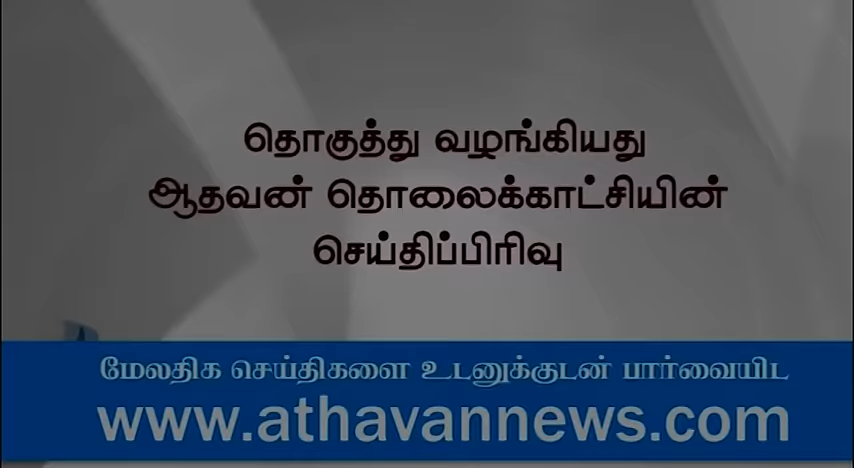 தொகுத்து வழங்கியது
ஆதவன் தொலைக்காட்சியின்
செய்திப்பிரிவு
மேலதிக செய்திகளை உடனுக்குடன் பார்வையிட
www.athavannews.com